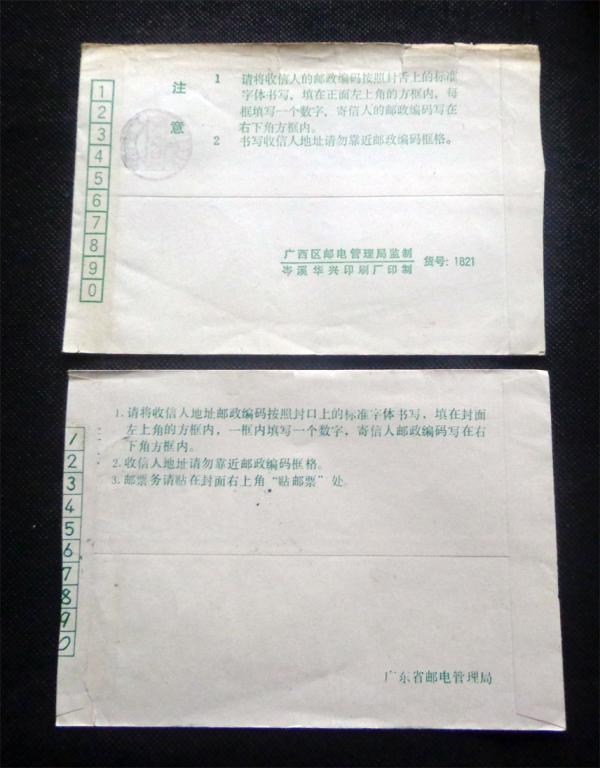 注意
1 请将收信人的邮政编码按照封舌上的标准
字体书写，填在正面左上角的方框内，每
框填写一个数字，寄信人的邮政编码写在
右下角方框内。
2 书写收信人地址请勿靠近邮政编码框格。
1
2
3
4
5
6
7
8
9
0
广西区邮电管理局监制
岑溪华兴印刷厂印制
货号：1821
1. 请将收信人地址邮政编码按照封口上的标准字体书写，填在封面
左上角的方框内，一框内填写一个数字，寄信人邮政编码写在右
下角方框内。
2. 收信人地址请勿靠近邮政编码框格。
3. 邮票务请贴在封面右上角“贴邮票”处。
1
2
3
4
5
6
7
8
9
0
广东省邮电管理局